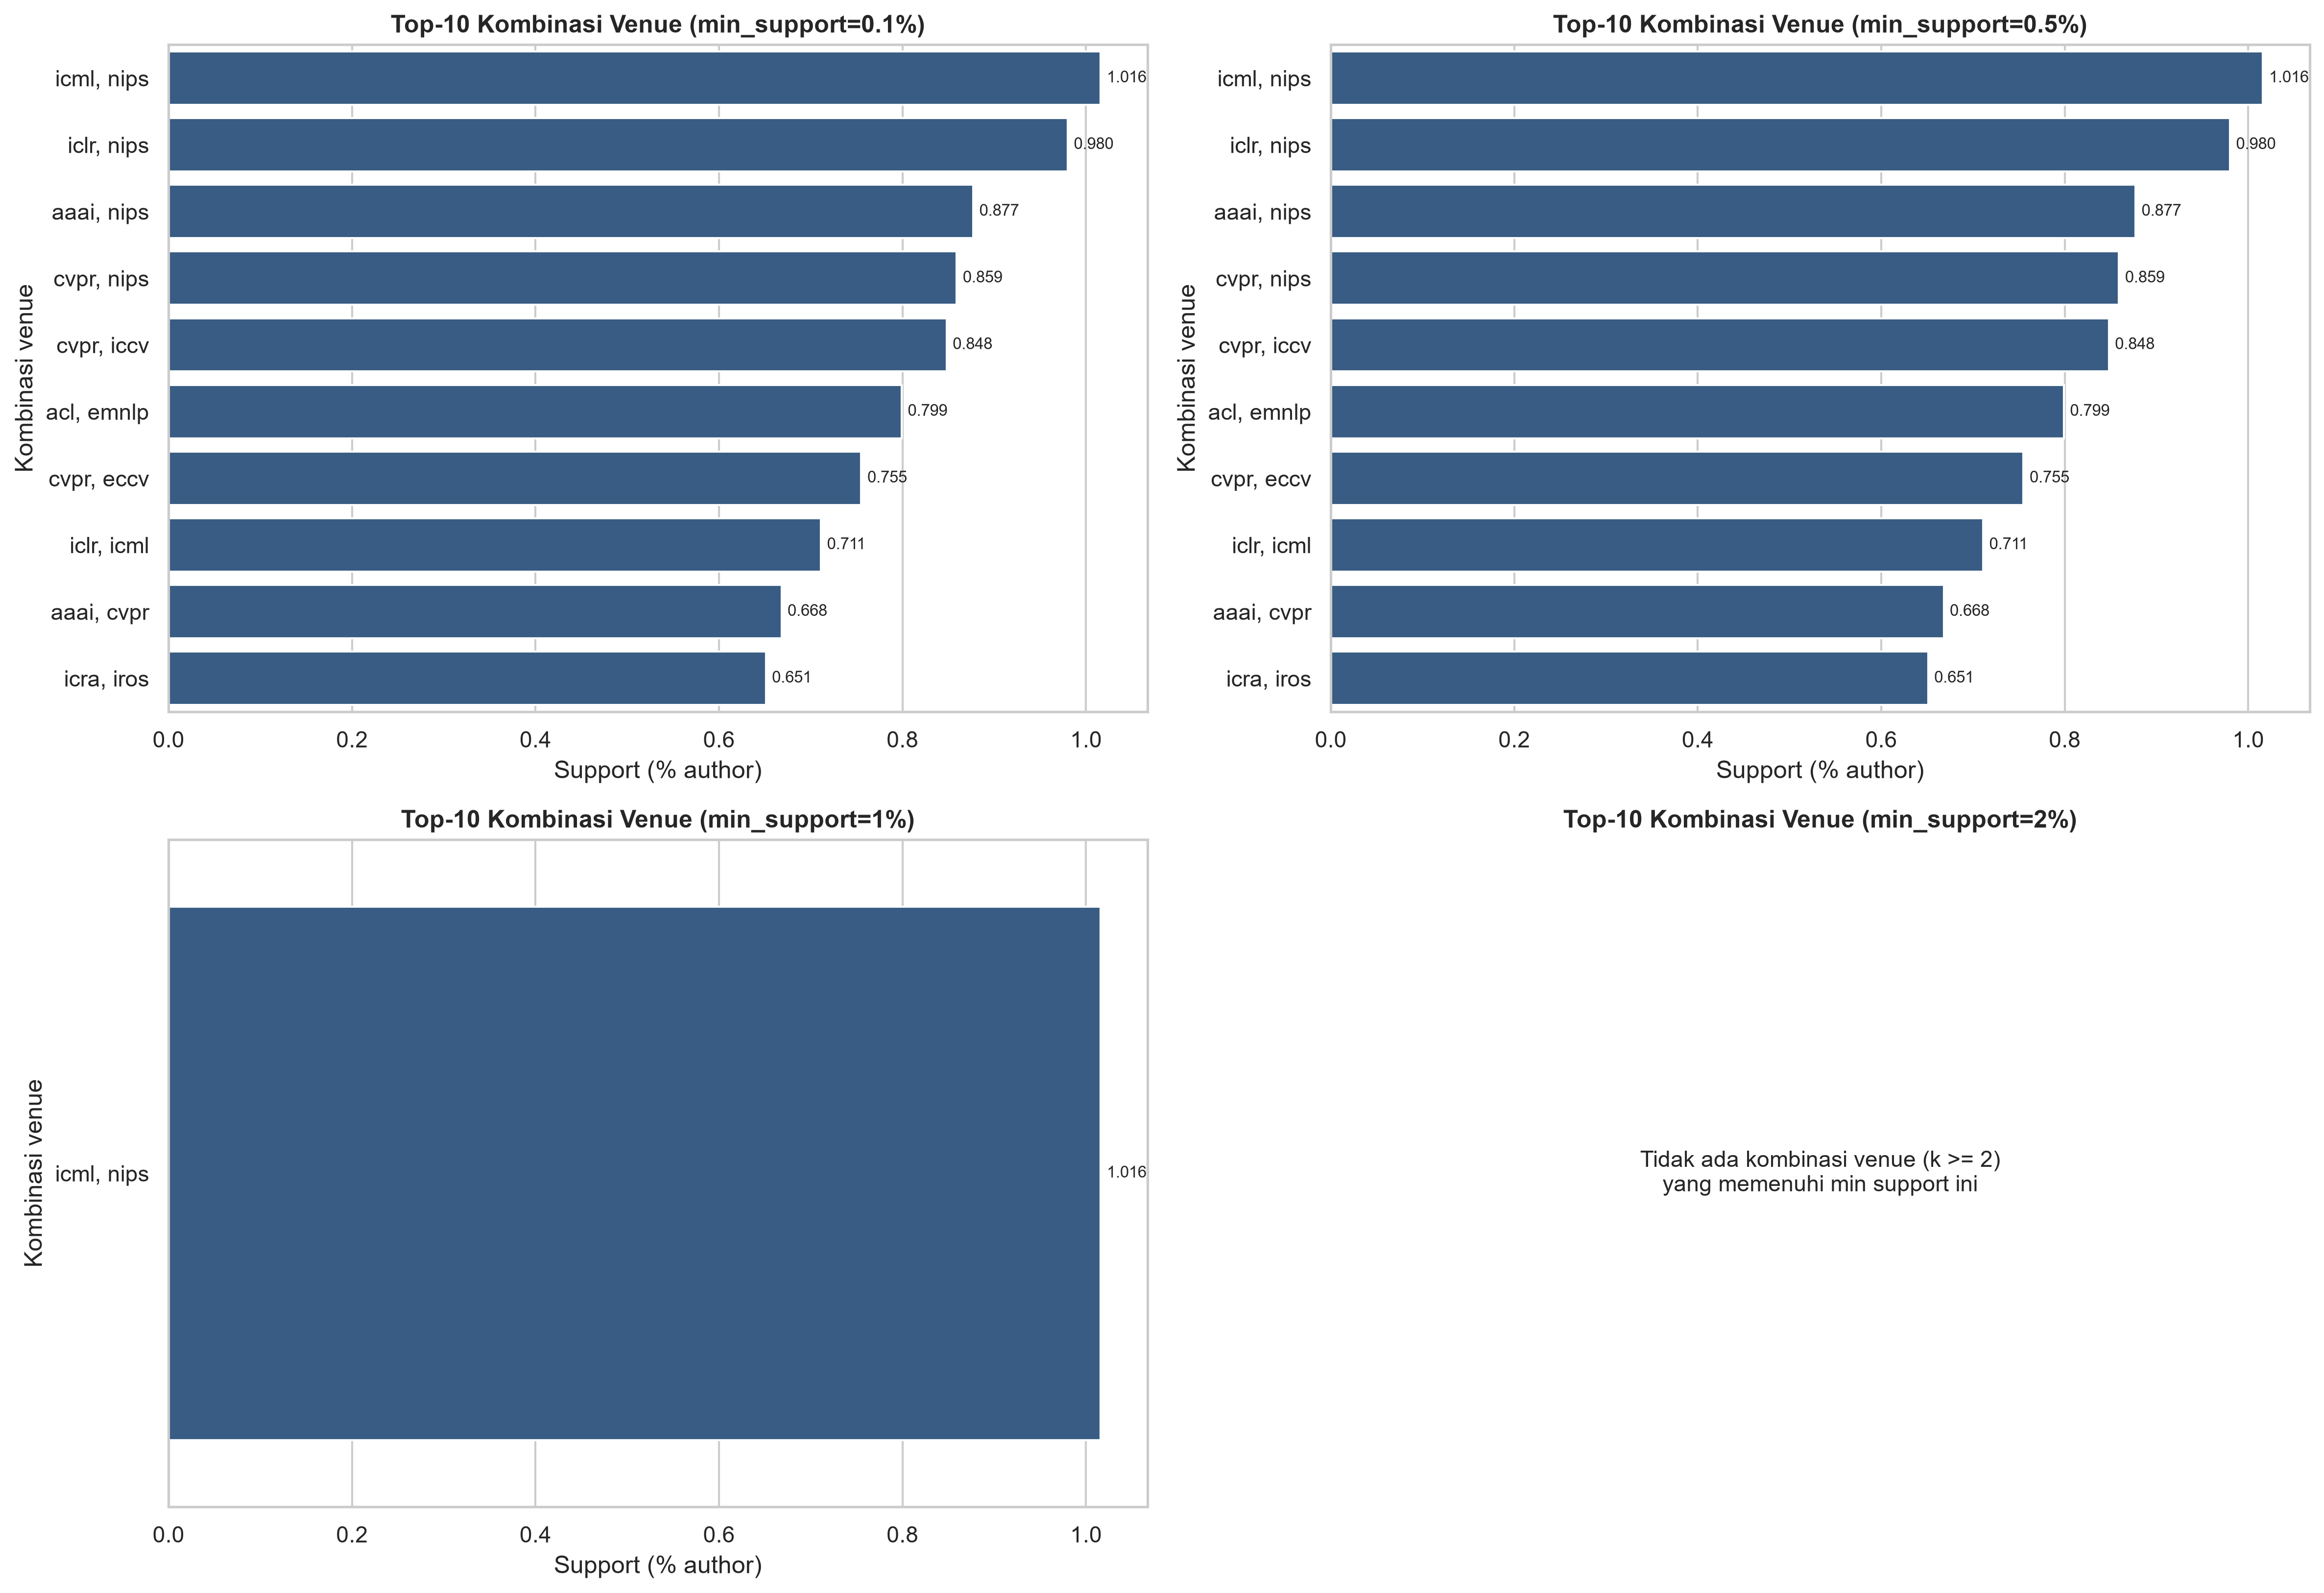 Top-10 Kombinasi Venue (min_support=0.1%)
Kombinasi venue
icml, nips
1.016
iclr, nips
0.980
aaai, nips
0.877
cvpr, nips
0.859
cvpr, iccv
0.848
acl, emnlp
0.799
cvpr, eccv
0.755
iclr, icml
0.711
aaai, cvpr
0.668
icra, iros
0.651
0.0 0.2 0.4 0.6 0.8 1.0
Support (% author)
Top-10 Kombinasi Venue (min_support=0.5%)
Kombinasi venue
icml, nips
1.016
iclr, nips
0.980
aaai, nips
0.877
cvpr, nips
0.859
cvpr, iccv
0.848
acl, emnlp
0.799
cvpr, eccv
0.755
iclr, icml
0.711
aaai, cvpr
0.668
icra, iros
0.651
0.0 0.2 0.4 0.6 0.8 1.0
Support (% author)
Top-10 Kombinasi Venue (min_support=1%)
Kombinasi venue
icml, nips
1.016
0.0 0.2 0.4 0.6 0.8 1.0
Support (% author)
Top-10 Kombinasi Venue (min_support=2%)
Tidak ada kombinasi venue (k >= 2)
yang memenuhi min support ini